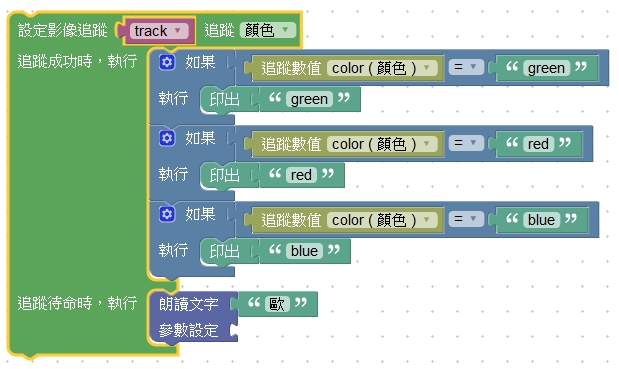 設定影像追蹤 track 追蹤 顏色
追蹤成功時，執行 如果 追蹤數值 color ( 顏色 ) = “ green ”
執行 印出 “ green ”
如果 追蹤數值 color ( 顏色 ) = “ red ”
執行 印出 “ red ”
如果 追蹤數值 color ( 顏色 ) = “ blue ”
執行 印出 “ blue ”
追蹤待命時，執行 朗讀文字 “ 歐 ”
參數設定